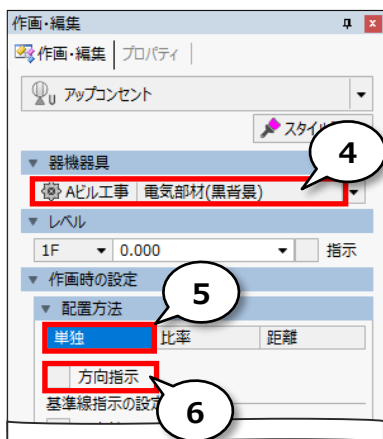 作画・編集
作画・編集 プロパティ
U アップコンセント
スタイル
4
器機器具
Aビル工事 電気部材(黒背景)
レベル
1F 0.000 指示
作画時の設定
5
配置方法
単独 比率 距離
方向指示
6
基準線指示の設